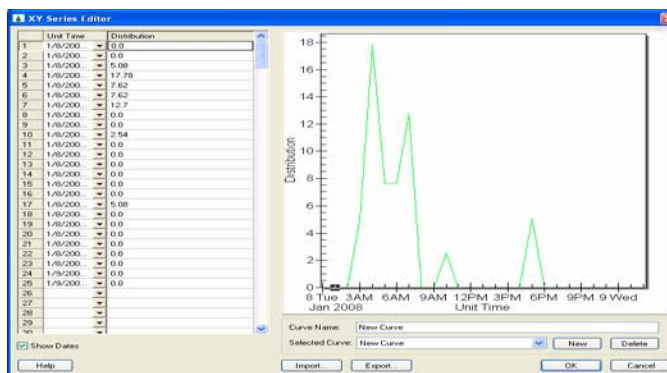 XY Series Editor
Unit Time Distribution
1 1/8/200... 0.0
2 1/8/200... 0.0
3 1/8/200... 5.08
4 1/8/200... 17.78
5 1/8/200... 7.62
6 1/8/200... 7.62
7 1/8/200... 12.7
8 1/8/200... 0.0
9 1/8/200... 0.0
10 1/8/200... 2.54
11 1/8/200... 0.0
12 1/8/200... 0.0
13 1/8/200... 0.0
14 1/8/200... 0.0
15 1/8/200... 0.0
16 1/8/200... 0.0
17 1/8/200... 5.08
18 1/8/200... 0.0
19 1/8/200... 0.0
20 1/8/200... 0.0
21 1/8/200... 0.0
22 1/8/200... 0.0
23 1/8/200... 0.0
24 1/9/200... 0.0
25 1/9/200... 0.0
26
27
28
29
Show Dates
Help
18
16
14
12
10
8
6
4
2
0
Distribution
8 Tue 3AM 6AM 9AM 12PM 3PM 6PM 9PM 9 Wed
Jan 2008 Unit Time
Curve Name: New Curve
Selected Curve: New Curve New Delete
Import... Export... OK Cancel